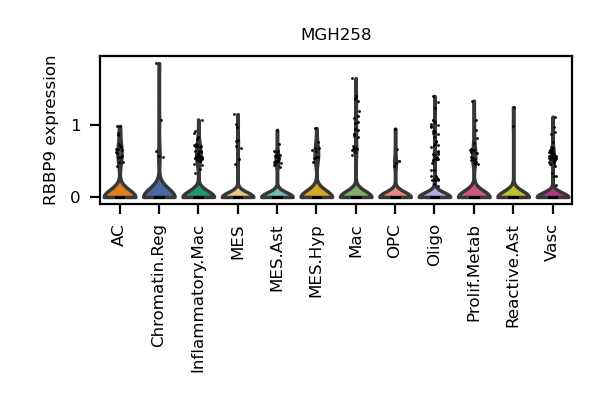 MGH258
RBBP9 expression
1
0
AC
Chromatin.Reg
Inflammatory.Mac
MES
MES.Ast
MES.Hyp
Mac
OPC
Oligo
Prolif.Metab
Reactive.Ast
Vasc